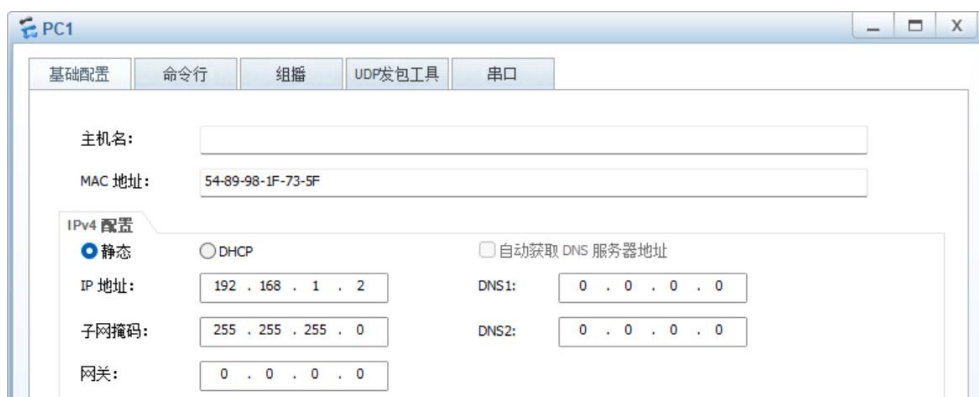 PC1
基础配置 命令行 组播 UDP发包工具 串口
主机名:
MAC 地址: 54-89-98-1F-73-5F
IPv4 配置
静态 DHCP 自动获取 DNS 服务器地址
IP 地址: 192 . 168 . 1 . 2 DNS1: 0 . 0 . 0 . 0
子网掩码: 255 . 255 . 255 . 0 DNS2: 0 . 0 . 0 . 0
网关: 0 . 0 . 0 . 0